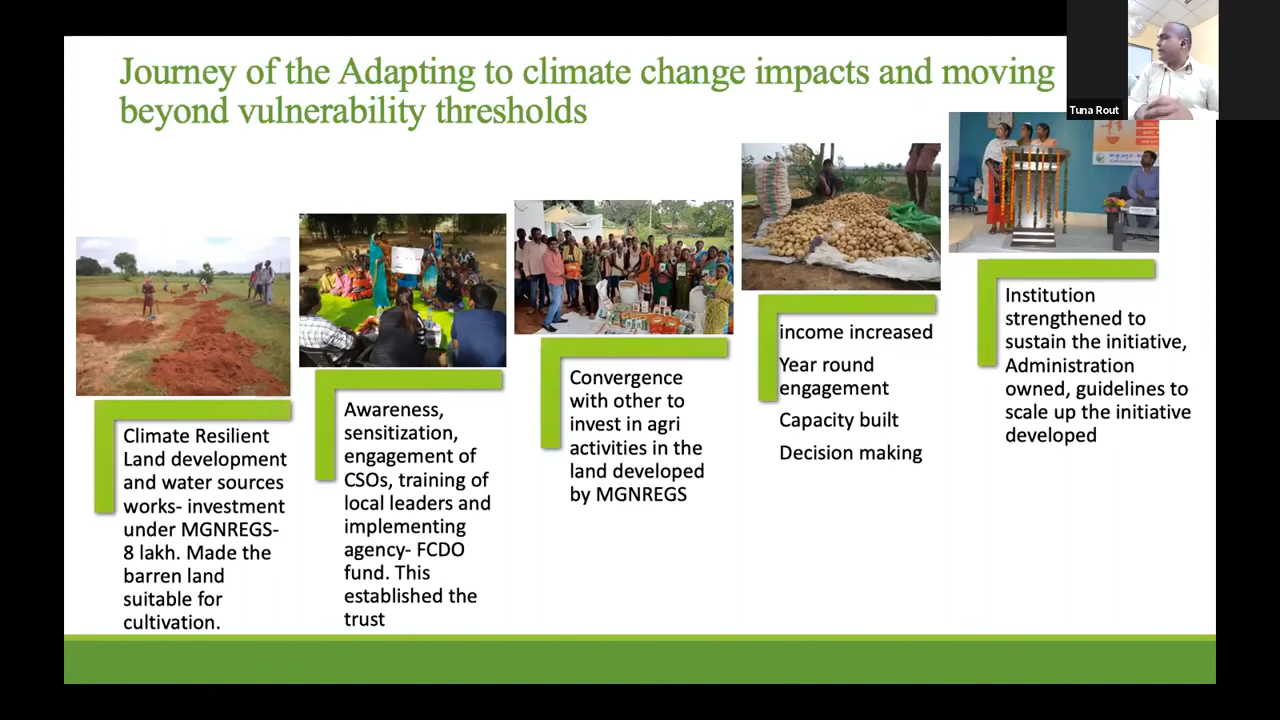 Journey of the Adapting to climate change impacts and moving
beyond vulnerability thresholds
Tuna Rout
Climate Resilient
Land development
and water sources
works- investment
under MGNREGS-
8 lakh. Made the
barren land
suitable for
cultivation.
Awareness,
sensitization,
engagement of
CSOs, training of
local leaders and
implementing
agency- FCDO
fund. This
established the
trust
Convergence
with other to
invest in agri
activities in the
land developed
by MGNREGS
income increased
Year round
engagement
Capacity built
Decision making
Institution
strengthened to
sustain the initiative,
Administration
owned, guidelines to
scale up the initiative
developed